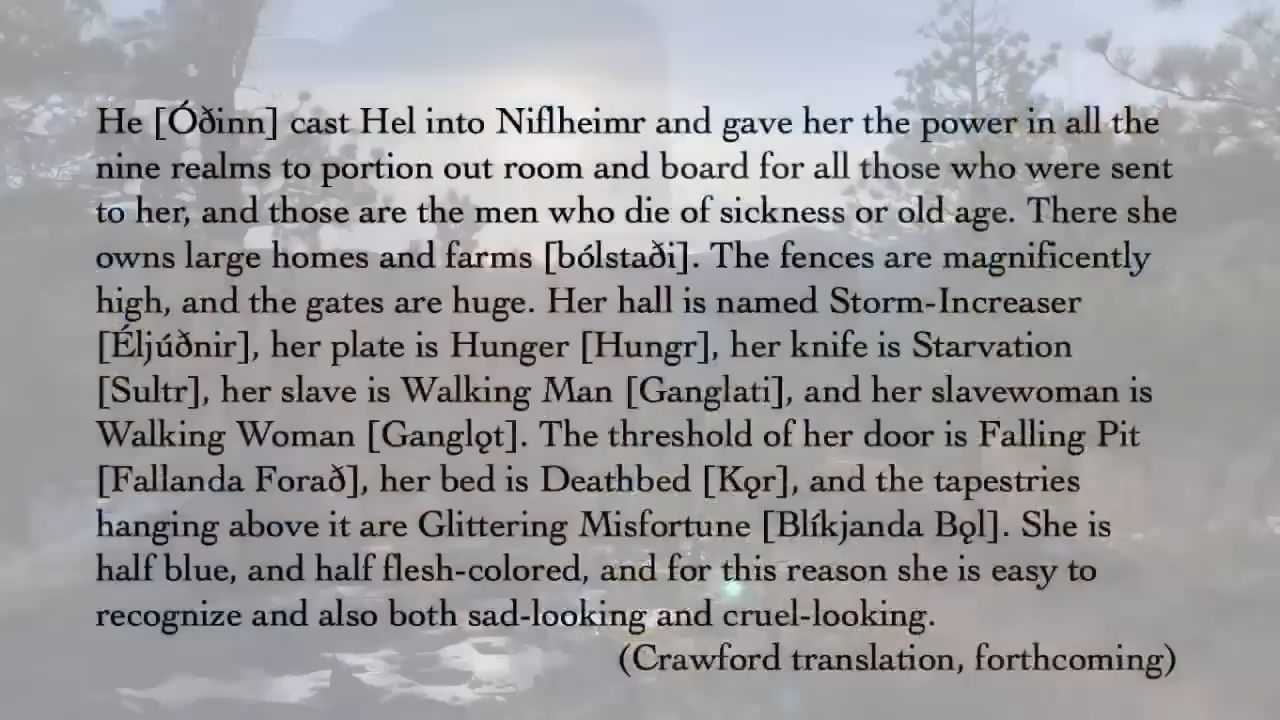 He [Óðinn] cast Hel into Niflheimr and gave her the power in all the
nine realms to portion out room and board for all those who were sent
to her, and those are the men who die of sickness or old age. There she
owns large homes and farms [bólstaði]. The fences are magnificently
high, and the gates are huge. Her hall is named Storm-Increaser
[Éljúðnir], her plate is Hunger [Hungr], her knife is Starvation
[Sultr], her slave is Walking Man [Ganglati], and her slavewoman is
Walking Woman [Ganglǫt]. The threshold of her door is Falling Pit
[Fallanda Forað], her bed is Deathbed [Kǫr], and the tapestries
hanging above it are Glittering Misfortune [Blíkjanda Bǫl]. She is
half blue, and half flesh-colored, and for this reason she is easy to
recognize and also both sad-looking and cruel-looking.
(Crawford translation, forthcoming)